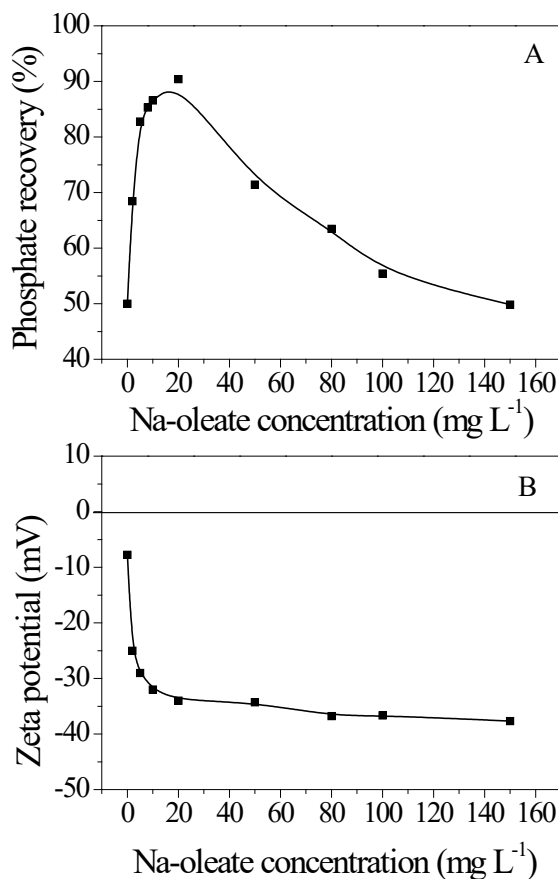 A
Phosphate recovery (%)
100
90
80
70
60
50
40
0 20 40 60 80 100 120 140 160
Na-oleate concentration (mg L⁻¹)
B
Zeta potential (mV)
10
0
-10
-20
-30
-40
-50
0 20 40 60 80 100 120 140 160
Na-oleate concentration (mg L⁻¹)